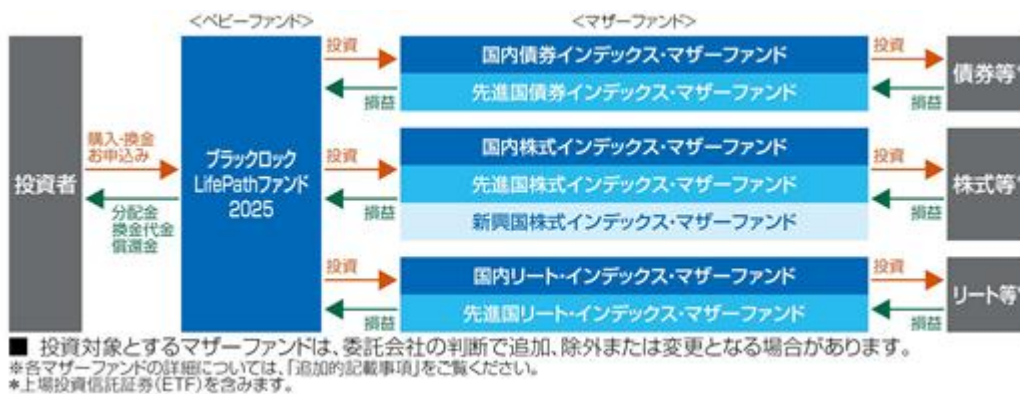 <ベビーファンド>
<マザーファンド>
投資者
購入・換金
お申込み
分配金
換金代金
償還金
ブラックロック
LifePathファンド
2025
投資
損益
国内債券インデックス・マザーファンド
先進国債券インデックス・マザーファンド
投資
損益
債券等*
投資
損益
国内株式インデックス・マザーファンド
先進国株式インデックス・マザーファンド
新興国株式インデックス・マザーファンド
投資
損益
株式等*
投資
損益
国内リート・インデックス・マザーファンド
先進国リート・インデックス・マザーファンド
投資
損益
リート等*
■ 投資対象とするマザーファンドは、委託会社の判断で追加、除外または変更となる場合があります。
※各マザーファンドの詳細については、「追加的記載事項」をご覧ください。
*上場投資信託証券(ETF)を含みます。